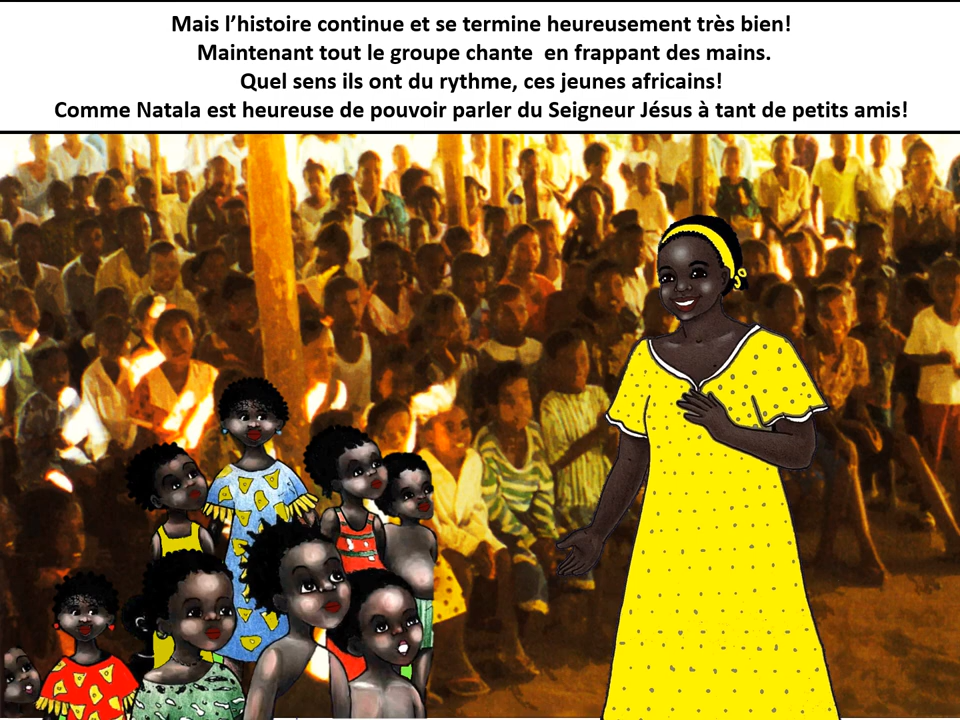 Mais l’histoire continue et se termine heureusement très bien!
Maintenant tout le groupe chante  en frappant des mains.
Quel sens ils ont du rythme, ces jeunes africains!
Comme Natala est heureuse de pouvoir parler du Seigneur Jésus à tant de petits amis!